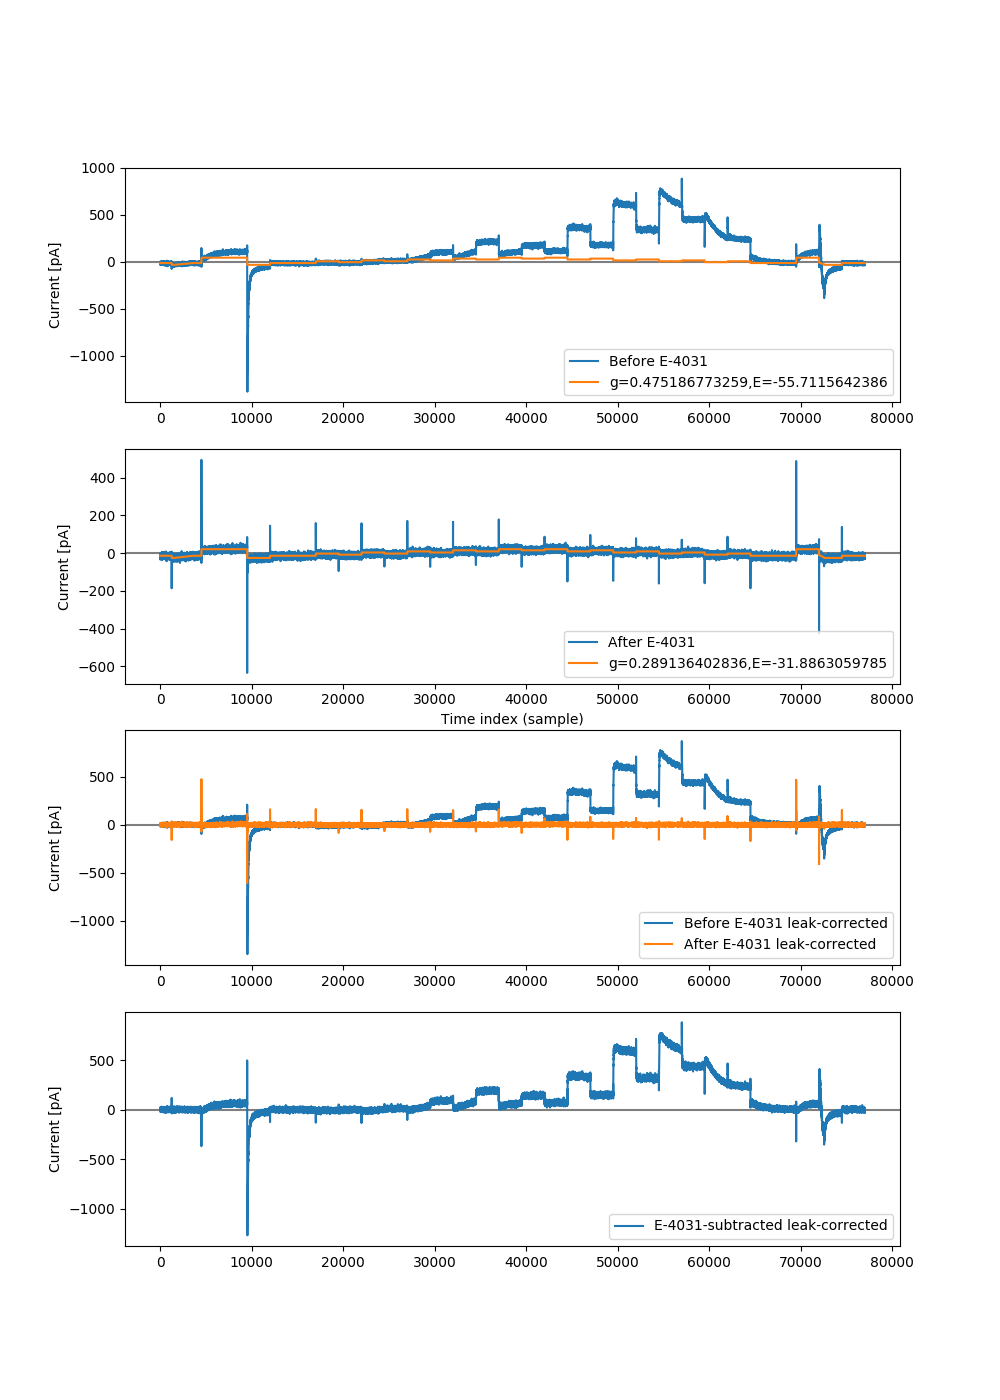 1000
500
0
−500
−1000
Current [pA]
Before E-4031
g=0.475186773259,E=-55.7115642386
0 10000 20000 30000 40000 50000 60000 70000 80000
400
200
0
−200
−400
−600
Current [pA]
After E-4031
g=0.289136402836,E=-31.8863059785
0 10000 20000 30000 40000 50000 60000 70000 80000
Time index (sample)
500
0
−500
−1000
Current [pA]
Before E-4031 leak-corrected
After E-4031 leak-corrected
0 10000 20000 30000 40000 50000 60000 70000 80000
500
0
−500
−1000
Current [pA]
E-4031-subtracted leak-corrected
0 10000 20000 30000 40000 50000 60000 70000 80000